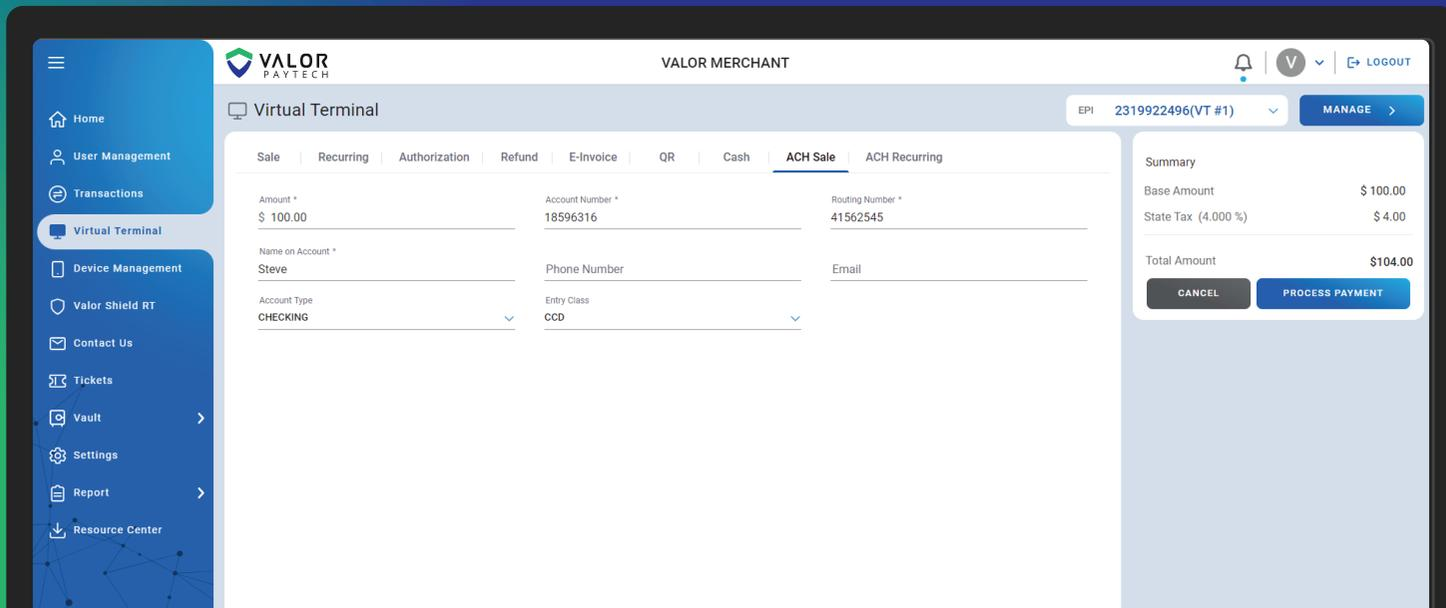 VALOR
PAYTECH
VALOR MERCHANT
V
LOGOUT
Home
User Management
Transactions
Virtual Terminal
Device Management
Valor Shield RT
Contact Us
Tickets
Vault
Settings
Report
Resource Center
Virtual Terminal
EPI 2319922496(VT #1)
MANAGE
Sale Recurring Authorization Refund E-Invoice QR Cash ACH Sale ACH Recurring
Amount * Account Number * Routing Number *
$ 100.00 18596316 41562545
Name on Account *
Steve Phone Number Email
Account Type Entry Class
CHECKING CCD
Summary
Base Amount $ 100.00
State Tax (4.000 %) $ 4.00
Total Amount $104.00
CANCEL PROCESS PAYMENT